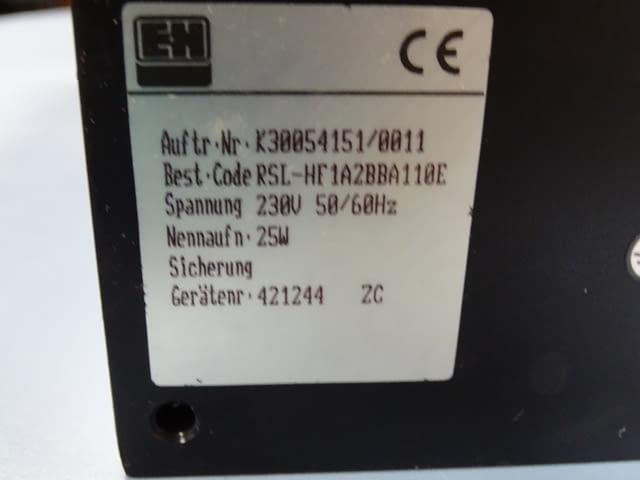 EH
CE
Auftr.Nr. K30054151/0011
Best.Code RSL-HF1A2BBA110E
Spannung 230V 50/60Hz
Nennaufn. 25W
Sicherung
Gerätenr. 421244 ZC